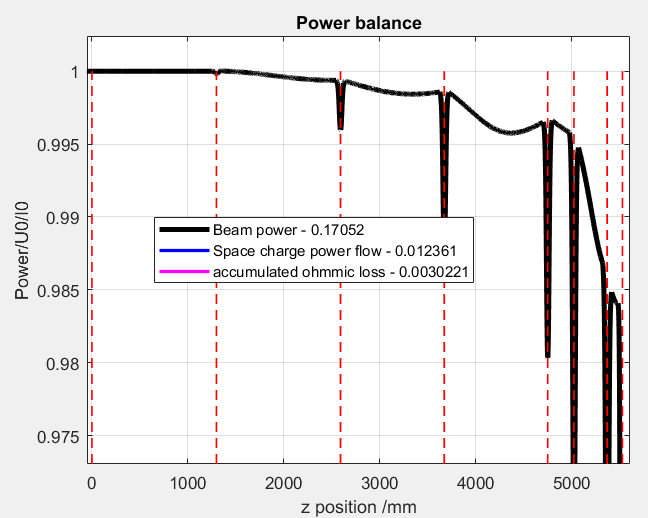 Power balance
1
0.995
0.99
0.985
0.98
0.975
Power/U0/I0
Beam power - 0.17052
Space charge power flow - 0.012361
accumulated ohmmic loss - 0.0030221
0 1000 2000 3000 4000 5000
z position /mm